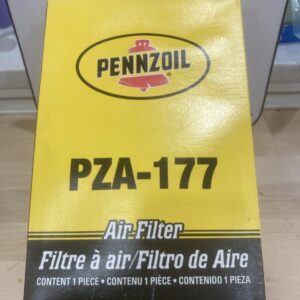 PENNZOIL
PZA-177
Air Filter
Filtre à air/Filtro de Aire
CONTENT 1 PIECE • CONTENU 1 PIÈCE • CONTENIDO 1 PIEZA